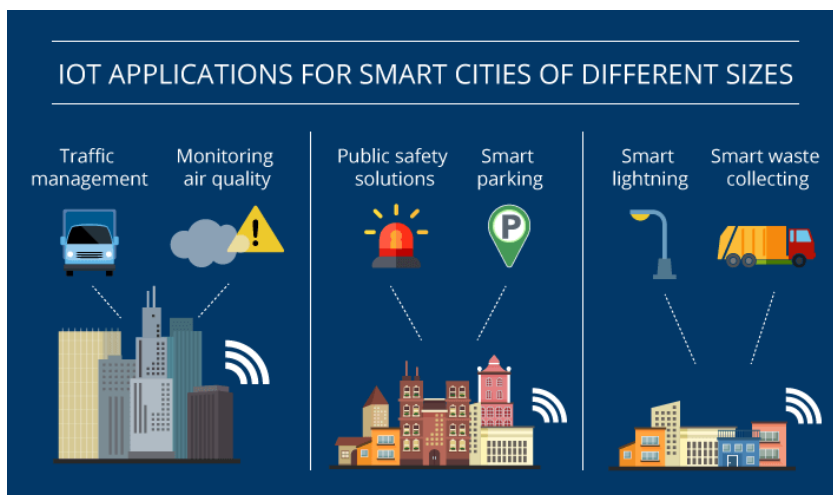 IOT APPLICATIONS FOR SMART CITIES OF DIFFERENT SIZES
Traffic
management
Monitoring
air quality
Public safety
solutions
Smart
parking
P
Smart
lightning
Smart waste
collecting